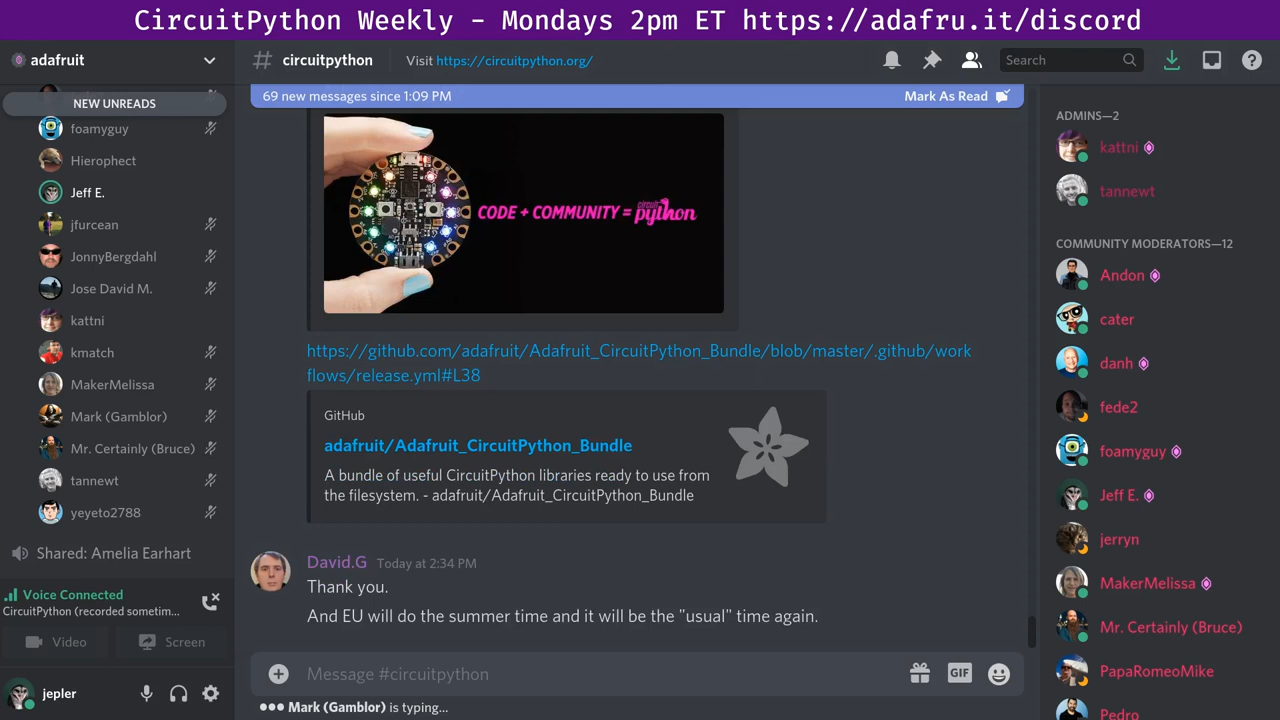 CircuitPython Weekly - Mondays 2pm ET https://adafru.it/discord
adafruit
NEW UNREADS
foamyguy
Hierophect
Jeff E.
jfurcean
JonnyBergdahl
Jose David M.
kattni
kmatch
MakerMelissa
Mark (Gamblor)
Mr. Certainly (Bruce)
tannewt
yeyeto2788
Shared: Amelia Earhart
Voice Connected
CircuitPython (recorded sometim...
Video
Screen
jepler
# circuitpython
Visit https://circuitpython.org/
Search
69 new messages since 1:09 PM
Mark As Read
CODE + COMMUNITY = circuit python
https://github.com/adafruit/Adafruit_CircuitPython_Bundle/blob/master/.github/work
flows/release.yml#L38
GitHub
adafruit/Adafruit_CircuitPython_Bundle
A bundle of useful CircuitPython libraries ready to use from
the filesystem. - adafruit/Adafruit_CircuitPython_Bundle
David.G Today at 2:34 PM
Thank you.
And EU will do the summer time and it will be the "usual" time again.
Message #circuitpython
GIF
Mark (Gamblor) is typing...
ADMINS—2
kattni
tannewt
COMMUNITY MODERATORS—12
Andon
cater
danh
fede2
foamyguy
Jeff E.
jerryn
MakerMelissa
Mr. Certainly (Bruce)
PapaRomeoMike
Pedro